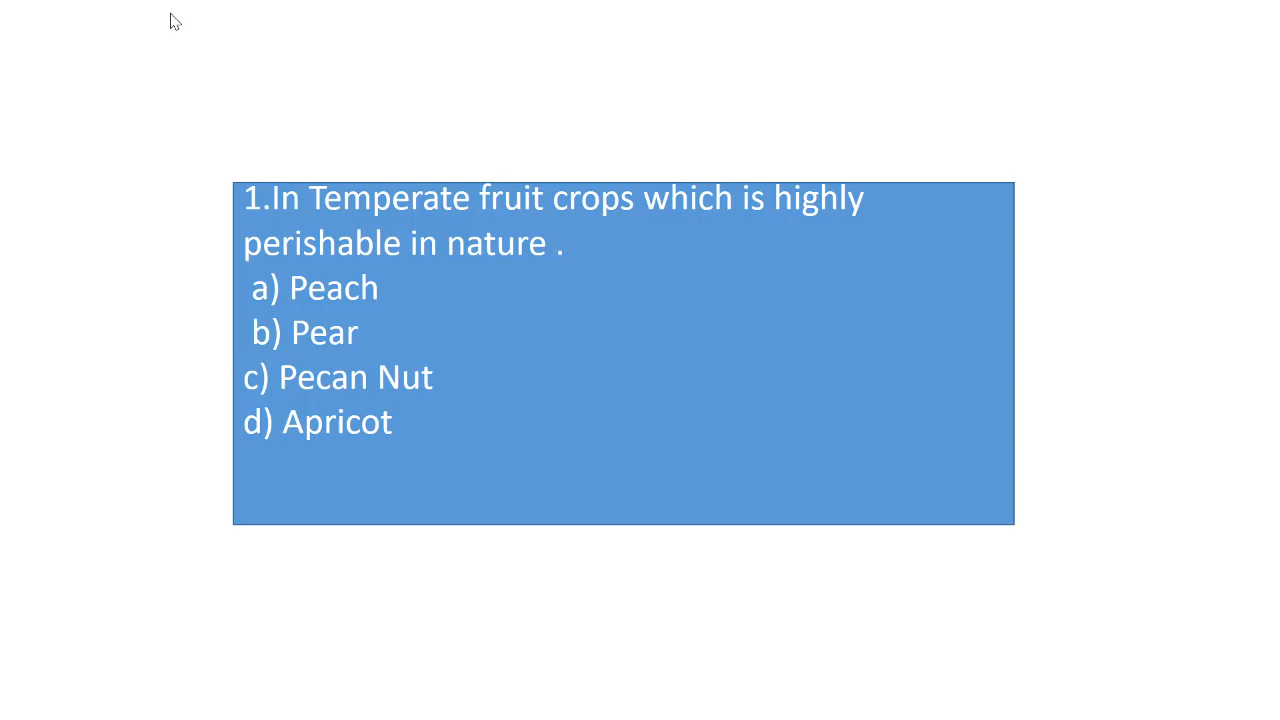 1.In Temperate fruit crops which is highly
perishable in nature .
a) Peach
b) Pear
c) Pecan Nut
d) Apricot